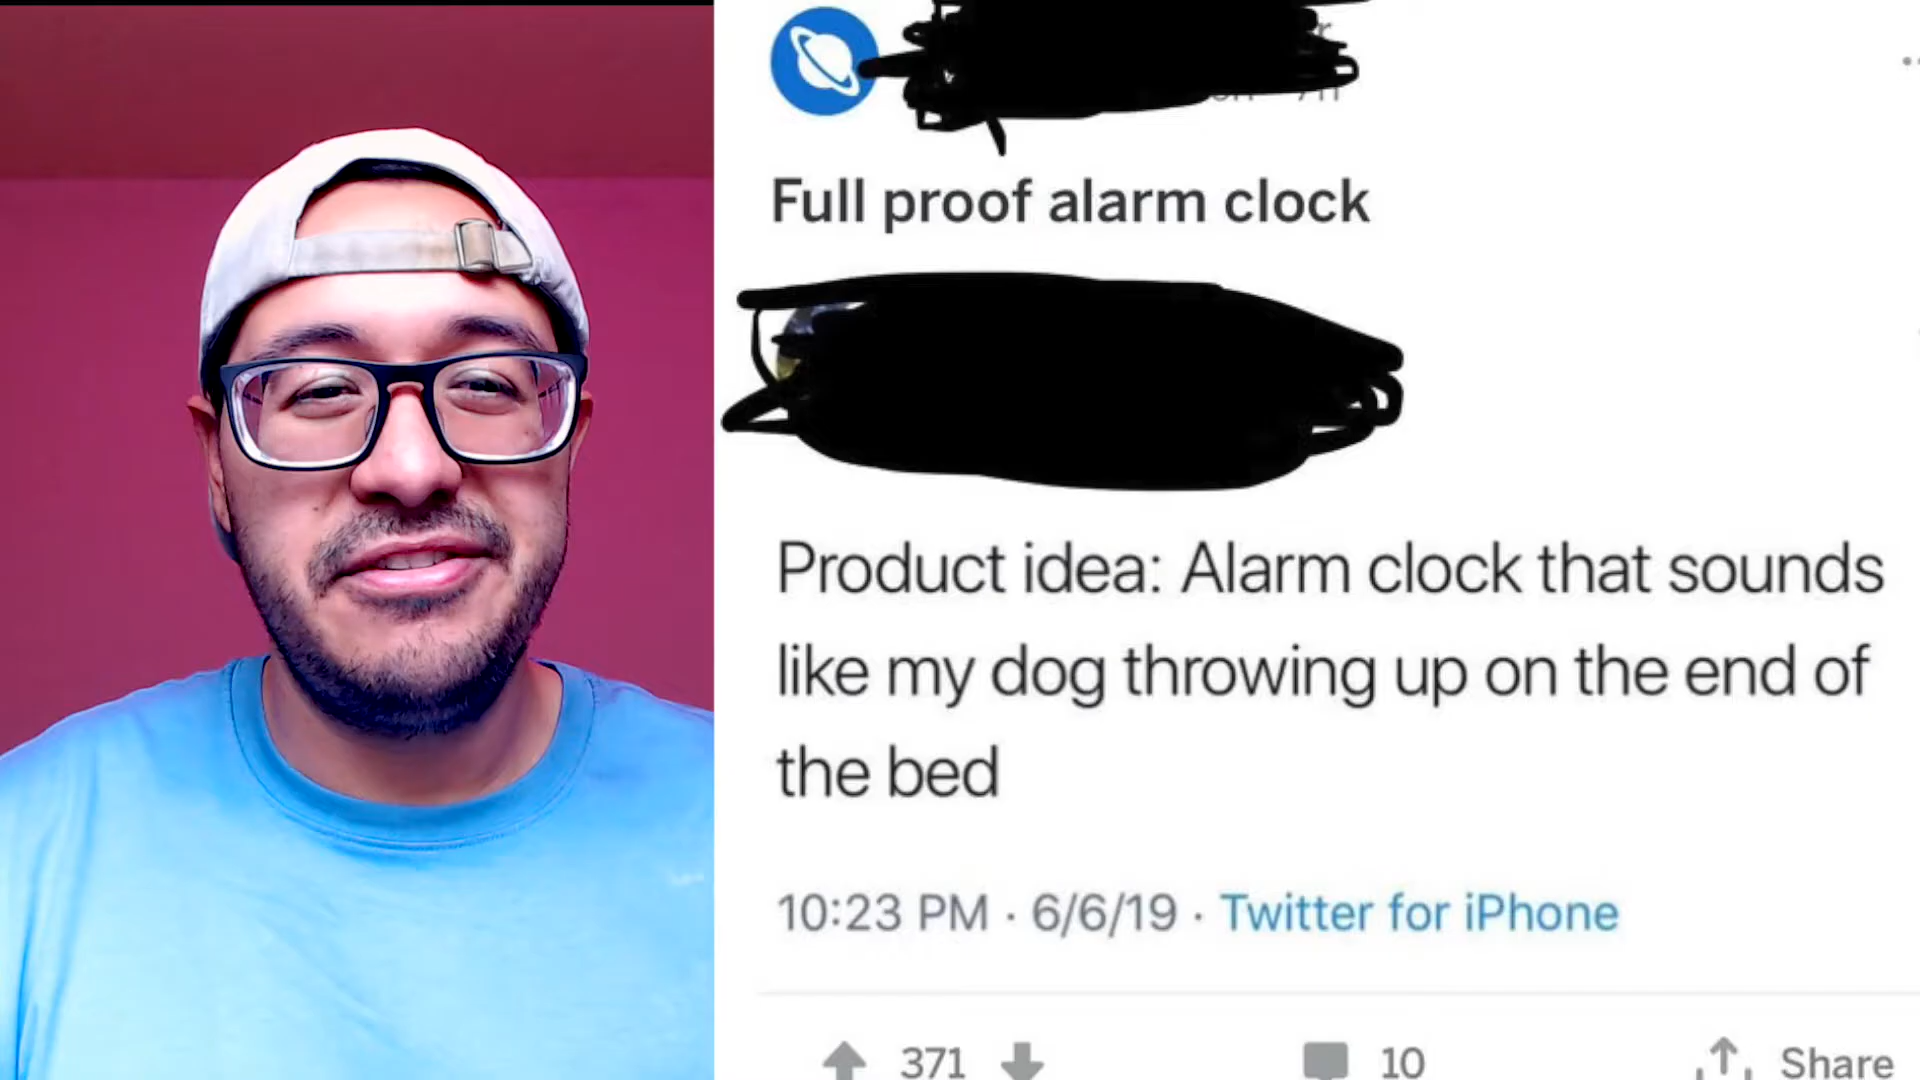 Full proof alarm clock
Product idea: Alarm clock that sounds
like my dog throwing up on the end of
the bed
10:23 PM · 6/6/19 · Twitter for iPhone
371
10
Share